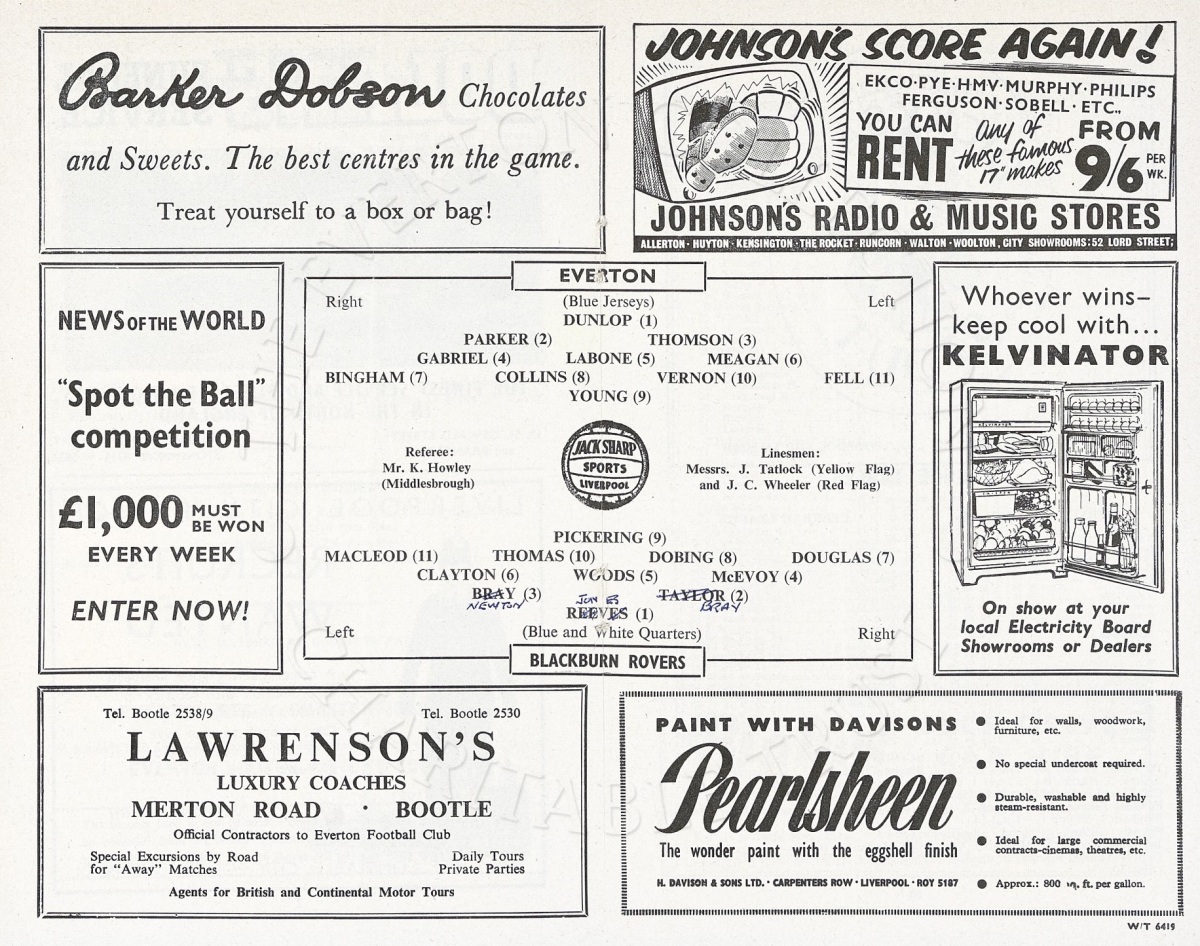 Barker Dobson Chocolates
and Sweets. The best centres in the game.
Treat yourself to a box or bag!
JOHNSON'S SCORE AGAIN!
EKCO·PYE·HMV·MURPHY·PHILIPS
FERGUSON·SOBELL·ETC.,
YOU CAN RENT
any of these famous 17" makes
FROM 9/6 PER WK.
JOHNSON'S RADIO & MUSIC STORES
ALLERTON·HUYTON·KENSINGTON·THE ROCKET·RUNCORN·WALTON·WOOLTON, CITY SHOWROOMS: 52 LORD STREET;
NEWS OF THE WORLD
"Spot the Ball"
competition
£1,000 MUST BE WON
EVERY WEEK
ENTER NOW!
EVERTON
Right (Blue Jerseys) Left
DUNLOP (1)
PARKER (2) THOMSON (3)
GABRIEL (4) LABONE (5) MEAGAN (6)
BINGHAM (7) COLLINS (8) VERNON (10) FELL (11)
YOUNG (9)
Referee:
Mr. K. Howley
(Middlesbrough)
JACK SHARP
SPORTS
LIVERPOOL
Linesmen:
Messrs. J. Tatlock (Yellow Flag)
and J. C. Wheeler (Red Flag)
PICKERING (9)
MACLEOD (11) THOMAS (10) DOBING (8) DOUGLAS (7)
CLAYTON (6) WOODS (5) McEVOY (4)
BRAY (3) TAYLOR (2)
NEWTON JONES BRAY
REEVES (1)
Left (Blue and White Quarters) Right
BLACKBURN ROVERS
Whoever wins–
keep cool with...
KELVINATOR
On show at your
local Electricity Board
Showrooms or Dealers
Tel. Bootle 2538/9 Tel. Bootle 2530
LAWRENSON'S
LUXURY COACHES
MERTON ROAD · BOOTLE
Official Contractors to Everton Football Club
Special Excursions by Road
for "Away" Matches
Daily Tours
Private Parties
Agents for British and Continental Motor Tours
PAINT WITH DAVISONS
Pearlsheen
The wonder paint with the eggshell finish
H. DAVISON & SONS LTD. · CARPENTERS ROW · LIVERPOOL · ROY 5187
● Ideal for walls, woodwork,
furniture, etc.
● No special undercoat required.
● Durable, washable and highly
steam-resistant.
● Ideal for large commercial
contracts-cinemas, theatres, etc.
● Approx.: 800 sq. ft. per gallon.
W/T 6419